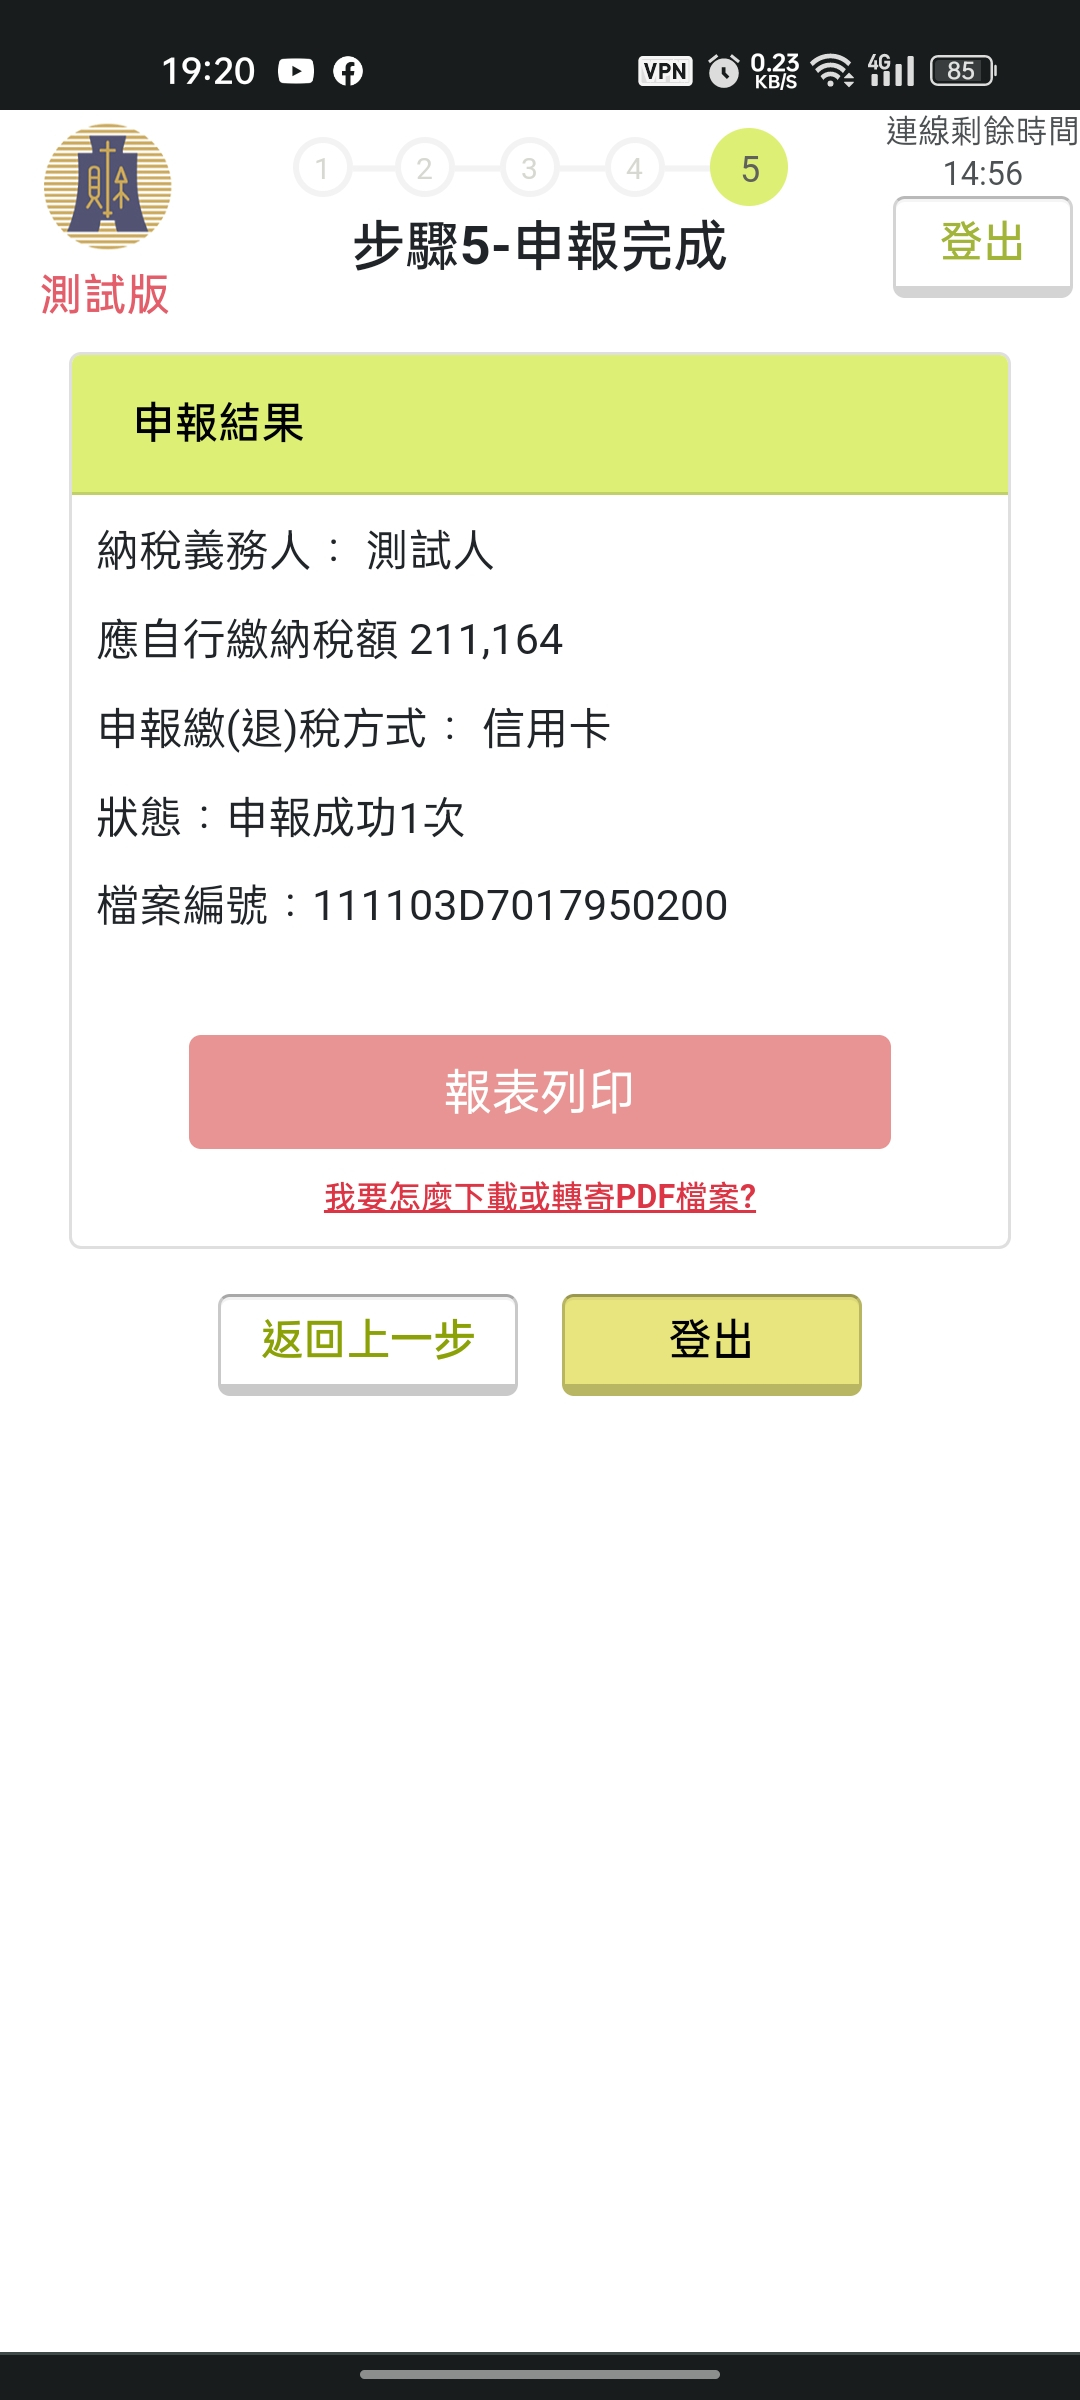 19:20 VPN 0.23 KB/S 4G 85
財
測試版
1 2 3 4 5
步驟5-申報完成
連線剩餘時間
14:56
登出
申報結果
納稅義務人： 測試人
應自行繳納稅額 211,164
申報繳(退)稅方式： 信用卡
狀態：申報成功1次
檔案編號：111103D7017950200
報表列印
我要怎麼下載或轉寄PDF檔案?
返回上一步 登出